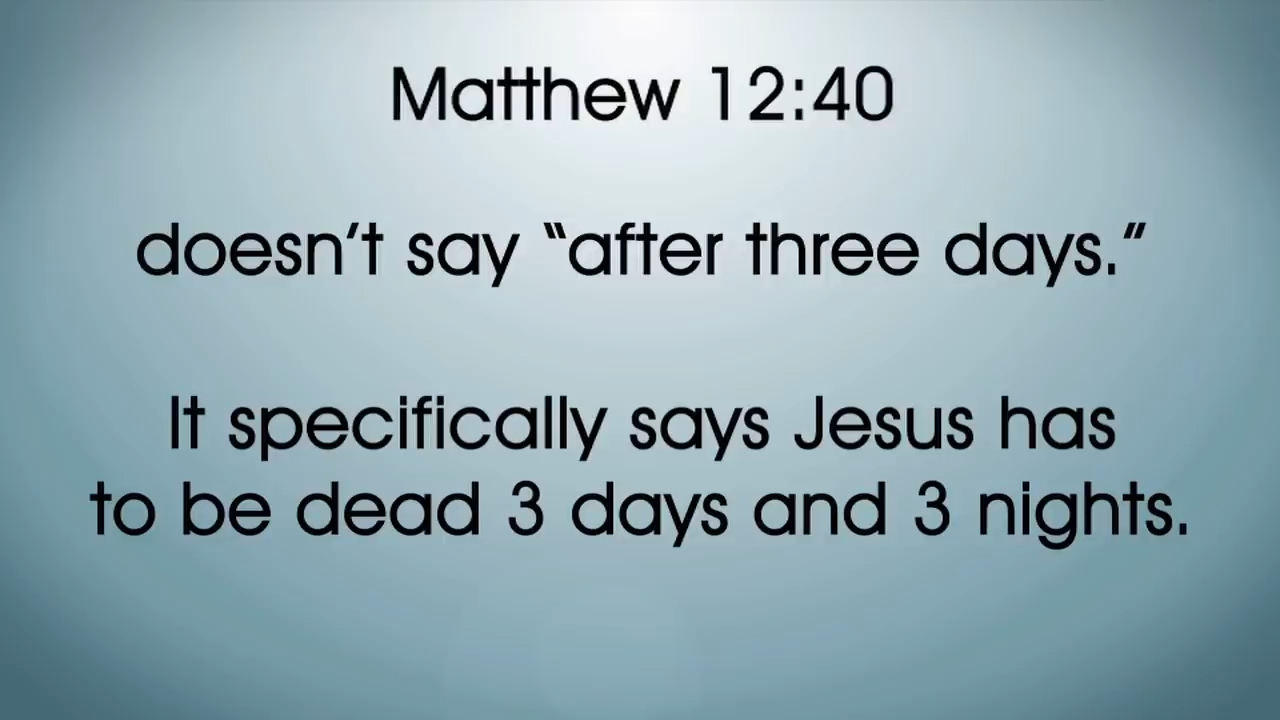 Matthew 12:40
doesn’t say “after three days.”
It specifically says Jesus has
to be dead 3 days and 3 nights.